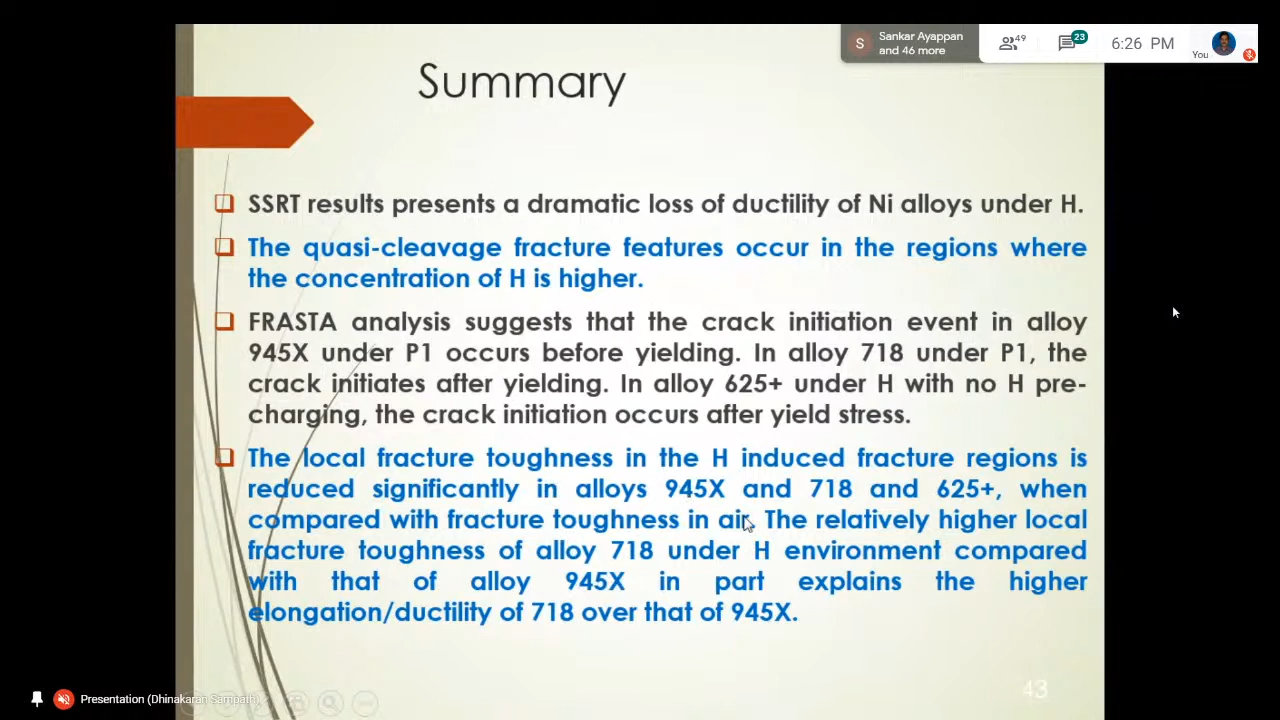 Sankar Ayappan
and 46 more
S
49
23
6:26 PM
You
Summary
SSRT results presents a dramatic loss of ductility of Ni alloys under H.
The quasi-cleavage fracture features occur in the regions where
the concentration of H is higher.
FRASTA analysis suggests that the crack initiation event in alloy
945X under P1 occurs before yielding. In alloy 718 under P1, the
crack initiates after yielding. In alloy 625+ under H with no H pre-
charging, the crack initiation occurs after yield stress.
The local fracture toughness in the H induced fracture regions is
reduced significantly in alloys 945X and 718 and 625+, when
compared with fracture toughness in air. The relatively higher local
fracture toughness of alloy 718 under H environment compared
with that of alloy 945X in part explains the higher
elongation/ductility of 718 over that of 945X.
43
Presentation (Dhinakaran Sampath)